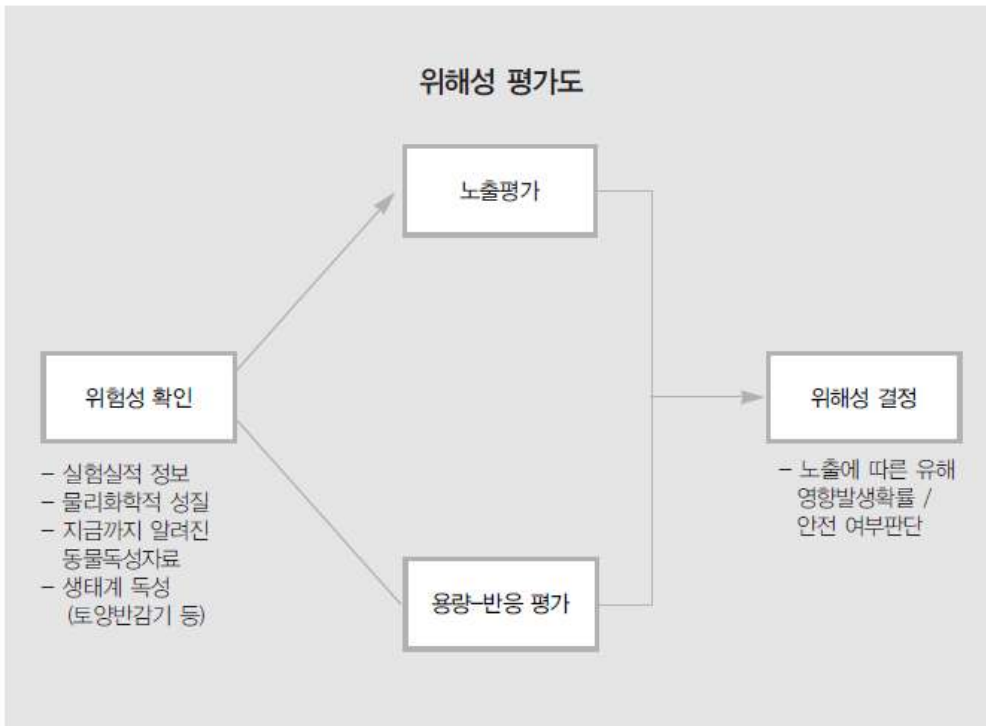 위해성 평가도
노출평가
위험성 확인
– 실험실적 정보
– 물리화학적 성질
– 지금까지 알려진
동물독성자료
– 생태계 독성
(토양반감기 등)
용량–반응 평가
위해성 결정
– 노출에 따른 유해
영향발생확률 /
안전 여부판단